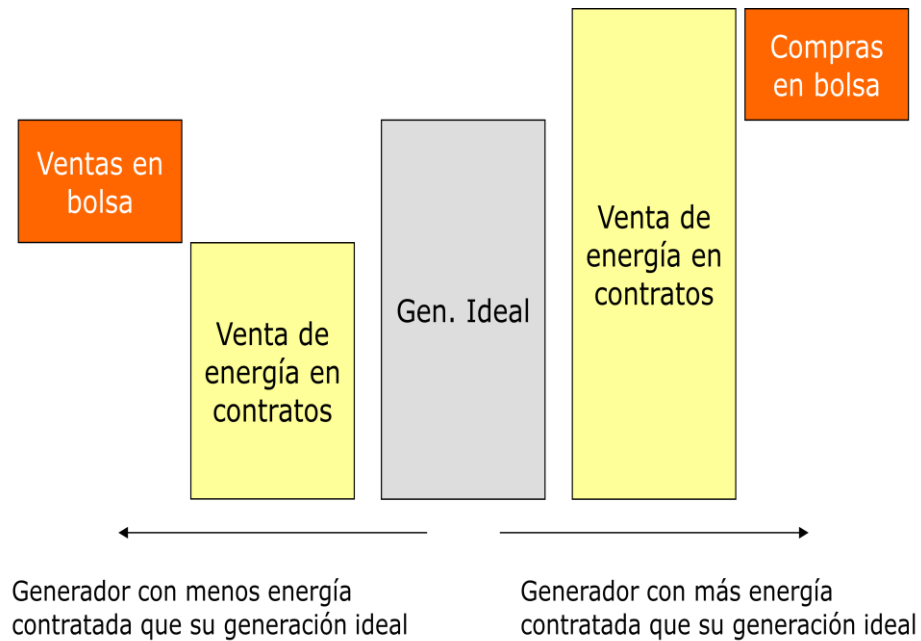 Ventas en
bolsa
Venta de
energía en
contratos
Gen. Ideal
Venta de
energía en
contratos
Compras
en bolsa
Generador con menos energía
contratada que su generación ideal
Generador con más energía
contratada que su generación ideal